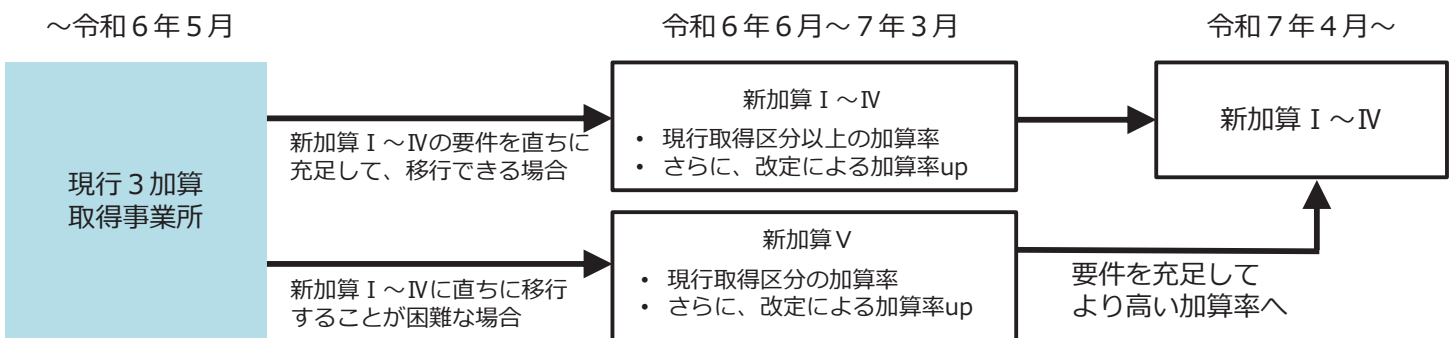 ～令和６年５月
令和６年６月～７年３月
令和７年４月～
現行３加算
取得事業所
新加算Ⅰ～Ⅳの要件を直ちに
充足して、移行できる場合
新加算Ⅰ～Ⅳ
• 現行取得区分以上の加算率
• さらに、改定による加算率up
新加算Ⅰ～Ⅳ
新加算Ⅰ～Ⅳに直ちに移行
することが困難な場合
新加算Ⅴ
• 現行取得区分の加算率
• さらに、改定による加算率up
要件を充足して
より高い加算率へ